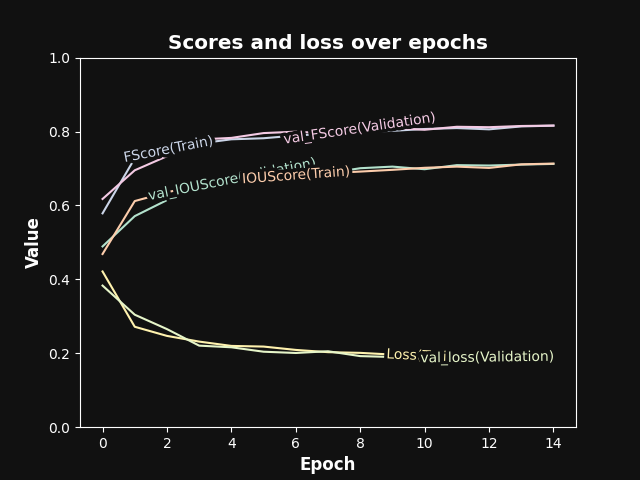 Scores and loss over epochs
1.0
0.8
0.6
0.4
0.2
0.0
Value
FScore(Train)
val_FScore(Validation)
val_IOUScore(
IOUScore(Train)
Loss
val_loss(Validation)
0 2 4 6 8 10 12 14
Epoch